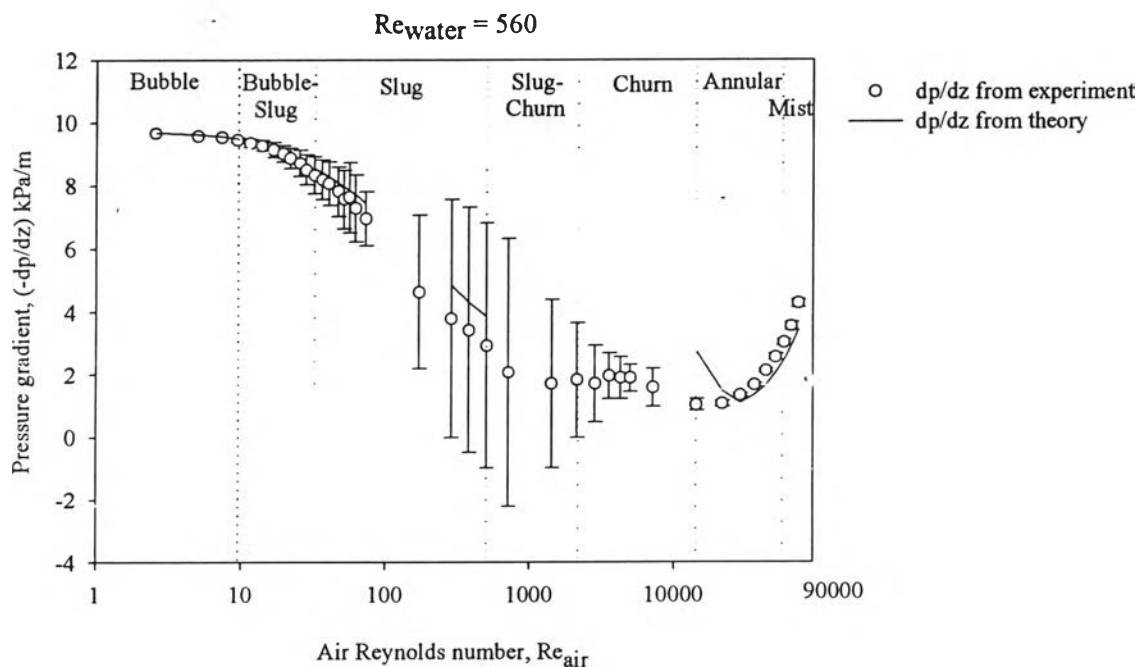 Re_water = 560
Bubble
Bubble-
Slug
Slug
Slug-
Churn
Churn
Annular
Mist
dp/dz from experiment
dp/dz from theory
Pressure gradient, (-dp/dz) kPa/m
12
10
8
6
4
2
0
-2
-4
1
10
100
1000
10000
90000
Air Reynolds number, Re_air